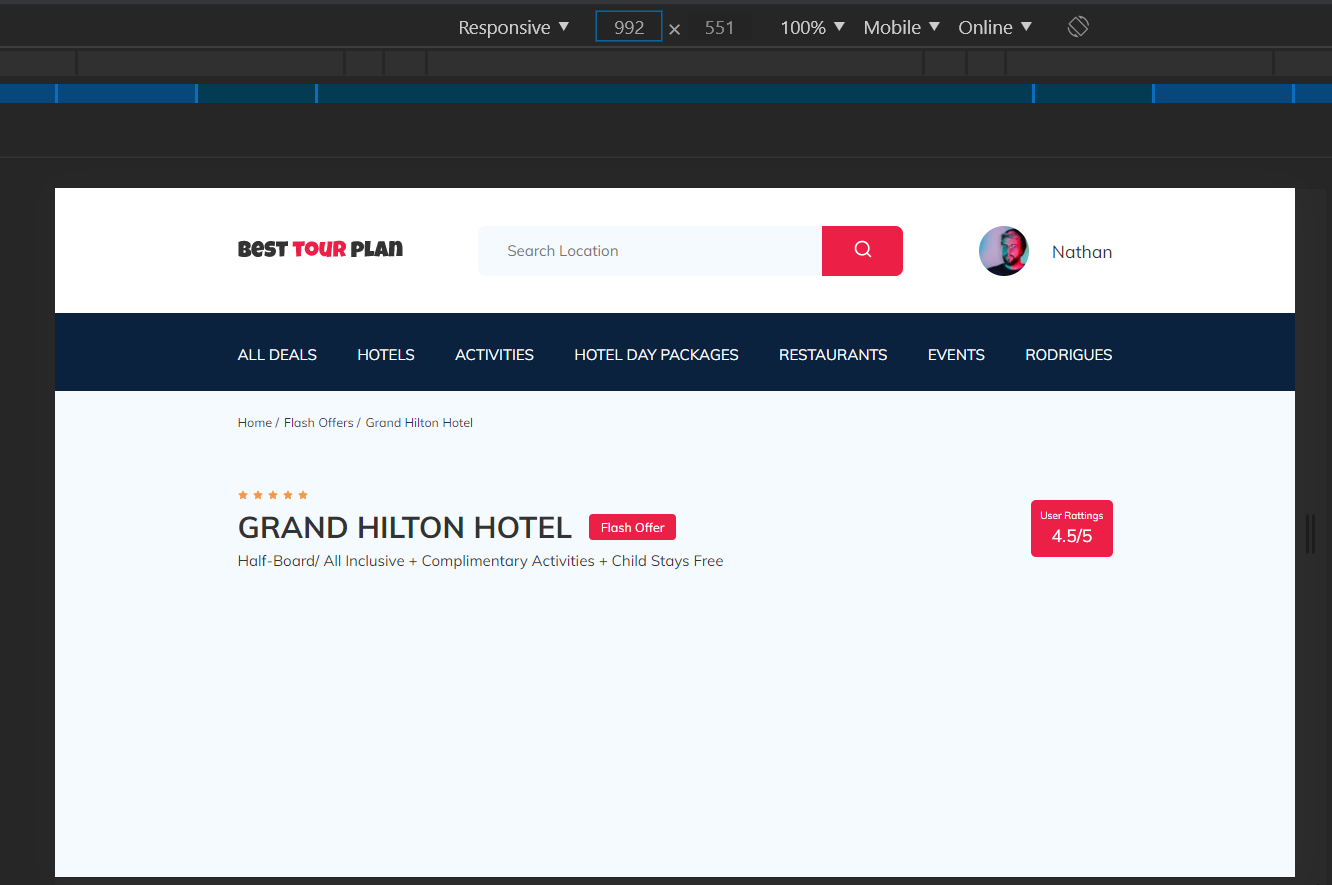 Responsive ▼ 992 × 551 100% ▼ Mobile ▼ Online ▼
BEST TOUR PLAN Search Location Nathan
ALL DEALS HOTELS ACTIVITIES HOTEL DAY PACKAGES RESTAURANTS EVENTS RODRIGUES
Home / Flash Offers / Grand Hilton Hotel
User Rattings
GRAND HILTON HOTEL Flash Offer 4.5/5
Half-Board/ All Inclusive + Complimentary Activities + Child Stays Free